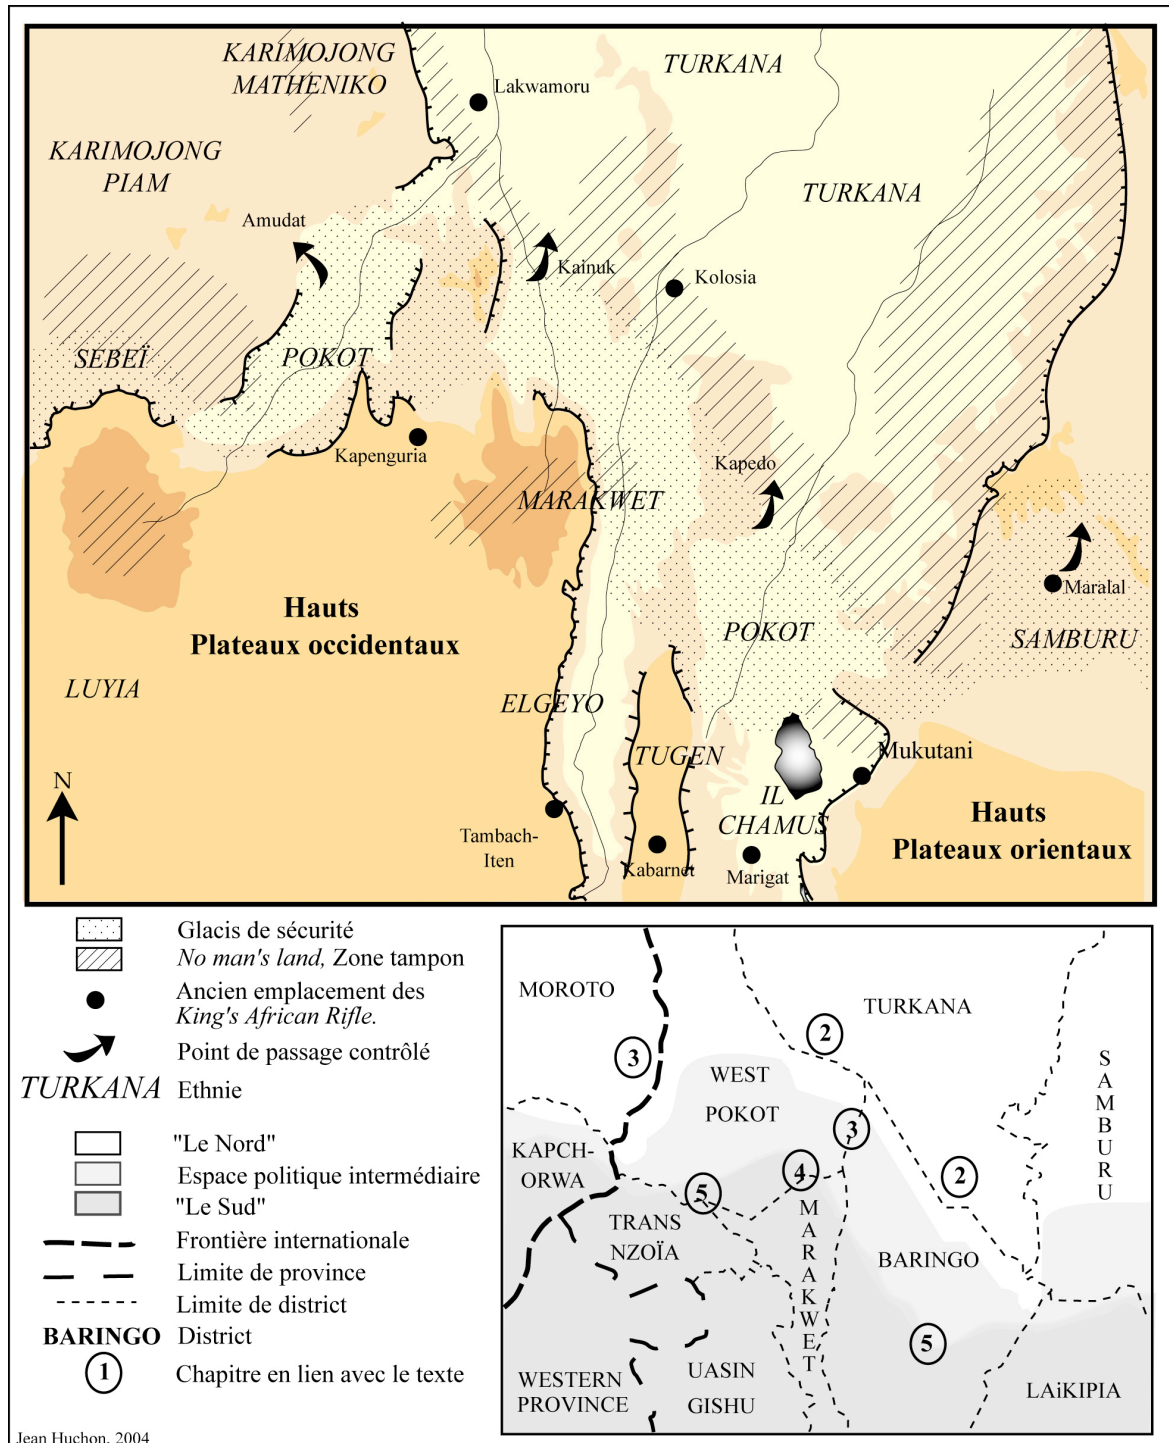 KARIMOJONG
MATHENIKO
TURKANA
Lakwamoru
KARIMOJONG
PIAM
TURKANA
Amudat
Kainuk
Kolosia
SEBEÏ
POKOT
Kapenguria
Kapedo
MARAKWET
Maralal
Hauts
Plateaux occidentaux
POKOT
SAMBURU
LUYIA
ELGEYO
TUGEN
Mukutani
N
IL
CHAMUS
Hauts
Plateaux orientaux
Tambach-
Iten
Kabarnet
Marigat
Glacis de sécurité
No man's land, Zone tampon
Ancien emplacement des
King's African Rifle.
Point de passage contrôlé
TURKANA Ethnie
"Le Nord"
Espace politique intermédiaire
"Le Sud"
Frontière internationale
Limite de province
Limite de district
BARINGO District
1 Chapitre en lien avec le texte
Jean Huchon, 2004
MOROTO
TURKANA
2
3
WEST
POKOT
SAMBURU
3
KAPCH-
ORWA
4
2
5
TRANS
NZOÏA
MARAKWET
BARINGO
5
WESTERN
PROVINCE
UASIN
GISHU
LAiKIPIA